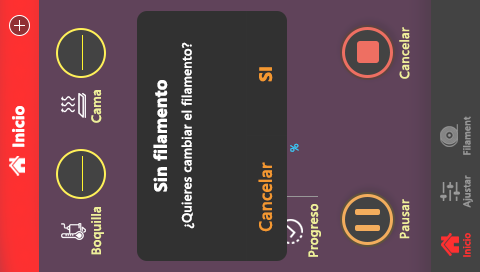 Inicio
Boquilla
Cama
Sin filamento
¿Quieres cambiar el filamento?
Cancelar
SI
%
Progreso
Pausar
Cancelar
Inicio
Ajustar
Filament